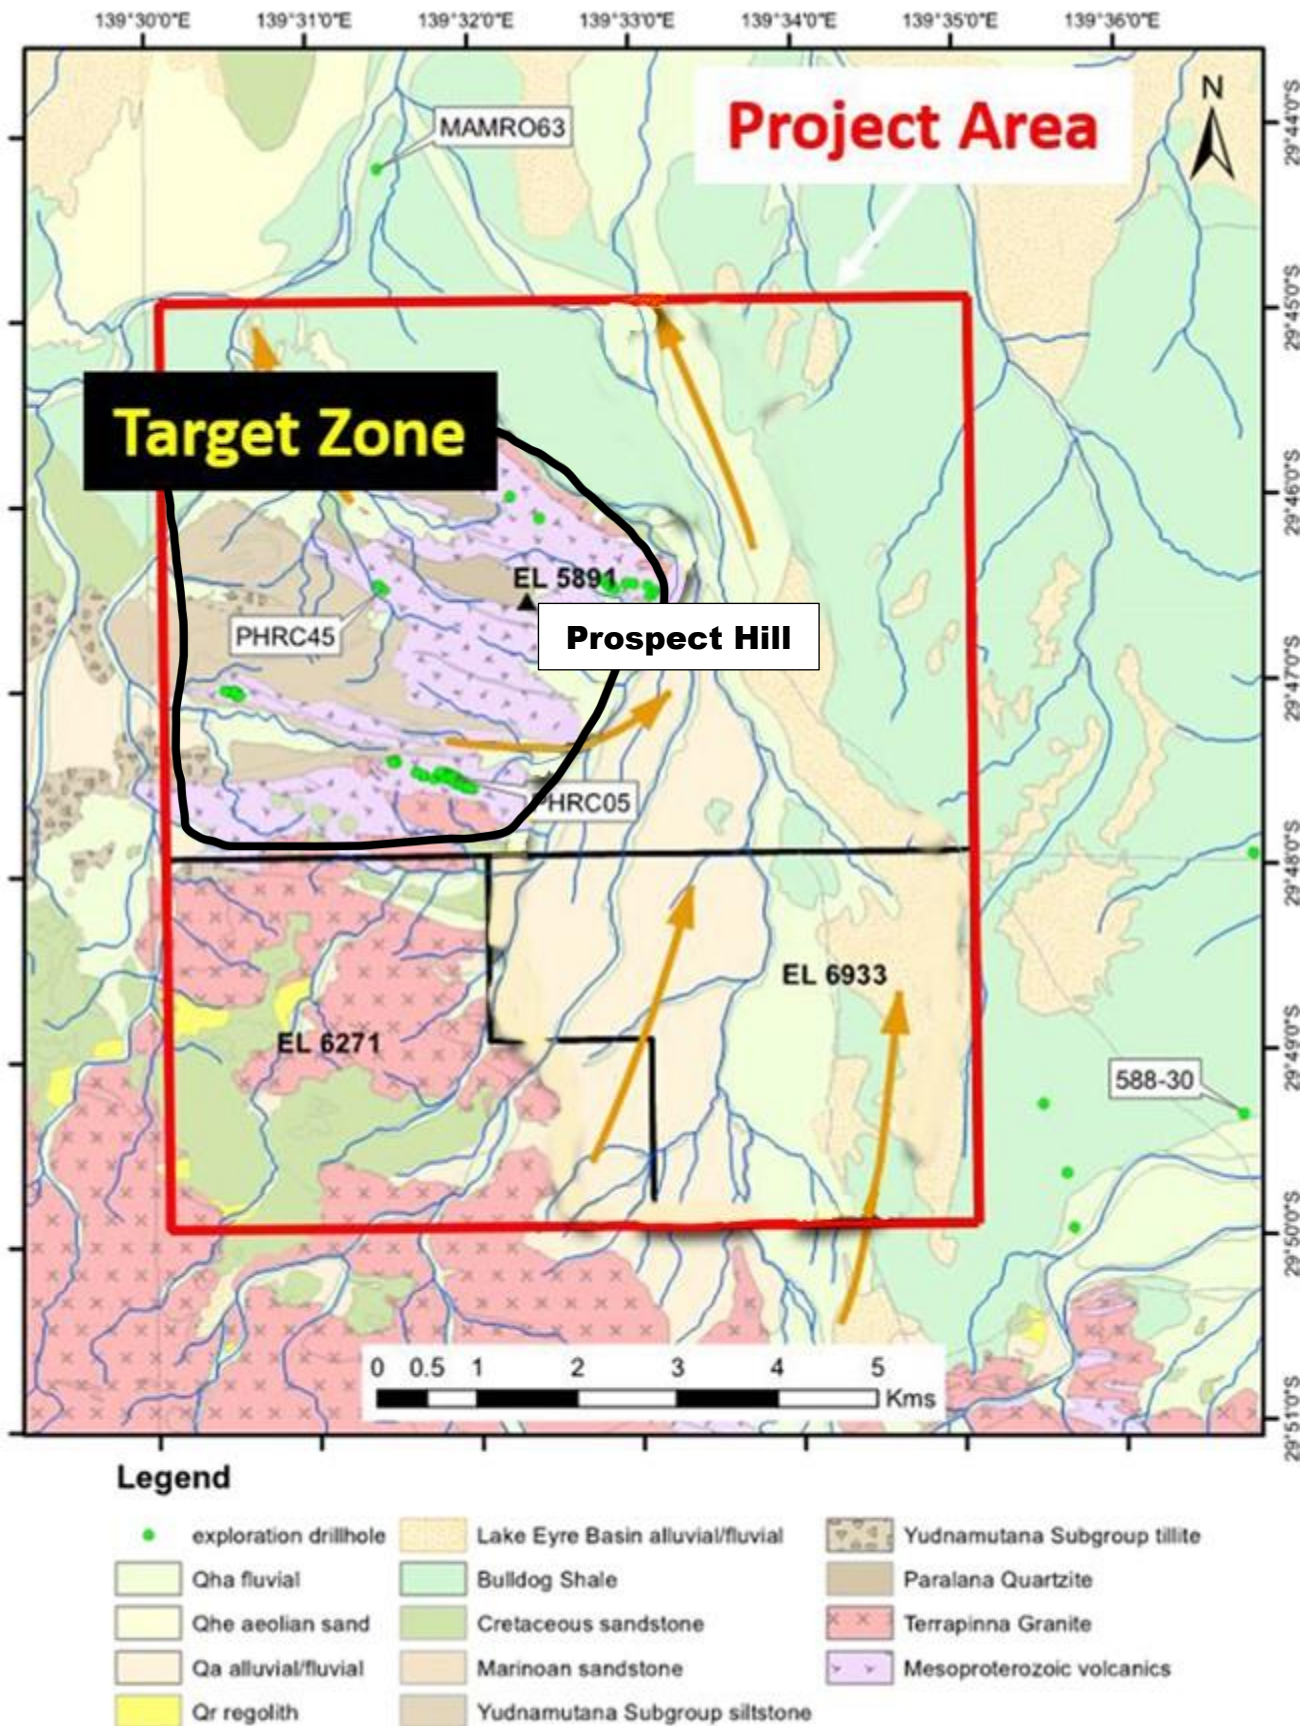 139°30'0"E 139°31'0"E 139°32'0"E 139°33'0"E 139°34'0"E 139°35'0"E 139°36'0"E
N
MAMRO63
Project Area
29°44'0"S
29°45'0"S
Target Zone
29°46'0"S
EL 5891
PHRC45
Prospect Hill
29°47'0"S
PHRC05
29°48'0"S
EL 6933
EL 6271
29°49'0"S
588-30
29°50'0"S
0 0.5 1 2 3 4 5
Kms
29°51'0"S
Legend
exploration drillhole
Qha fluvial
Qhe aeolian sand
Qa alluvial/fluvial
Qr regolith
Lake Eyre Basin alluvial/fluvial
Bulldog Shale
Cretaceous sandstone
Marinoan sandstone
Yudnamutana Subgroup siltstone
Yudnamutana Subgroup tillite
Paralana Quartzite
Terrapinna Granite
Mesoproterozoic volcanics